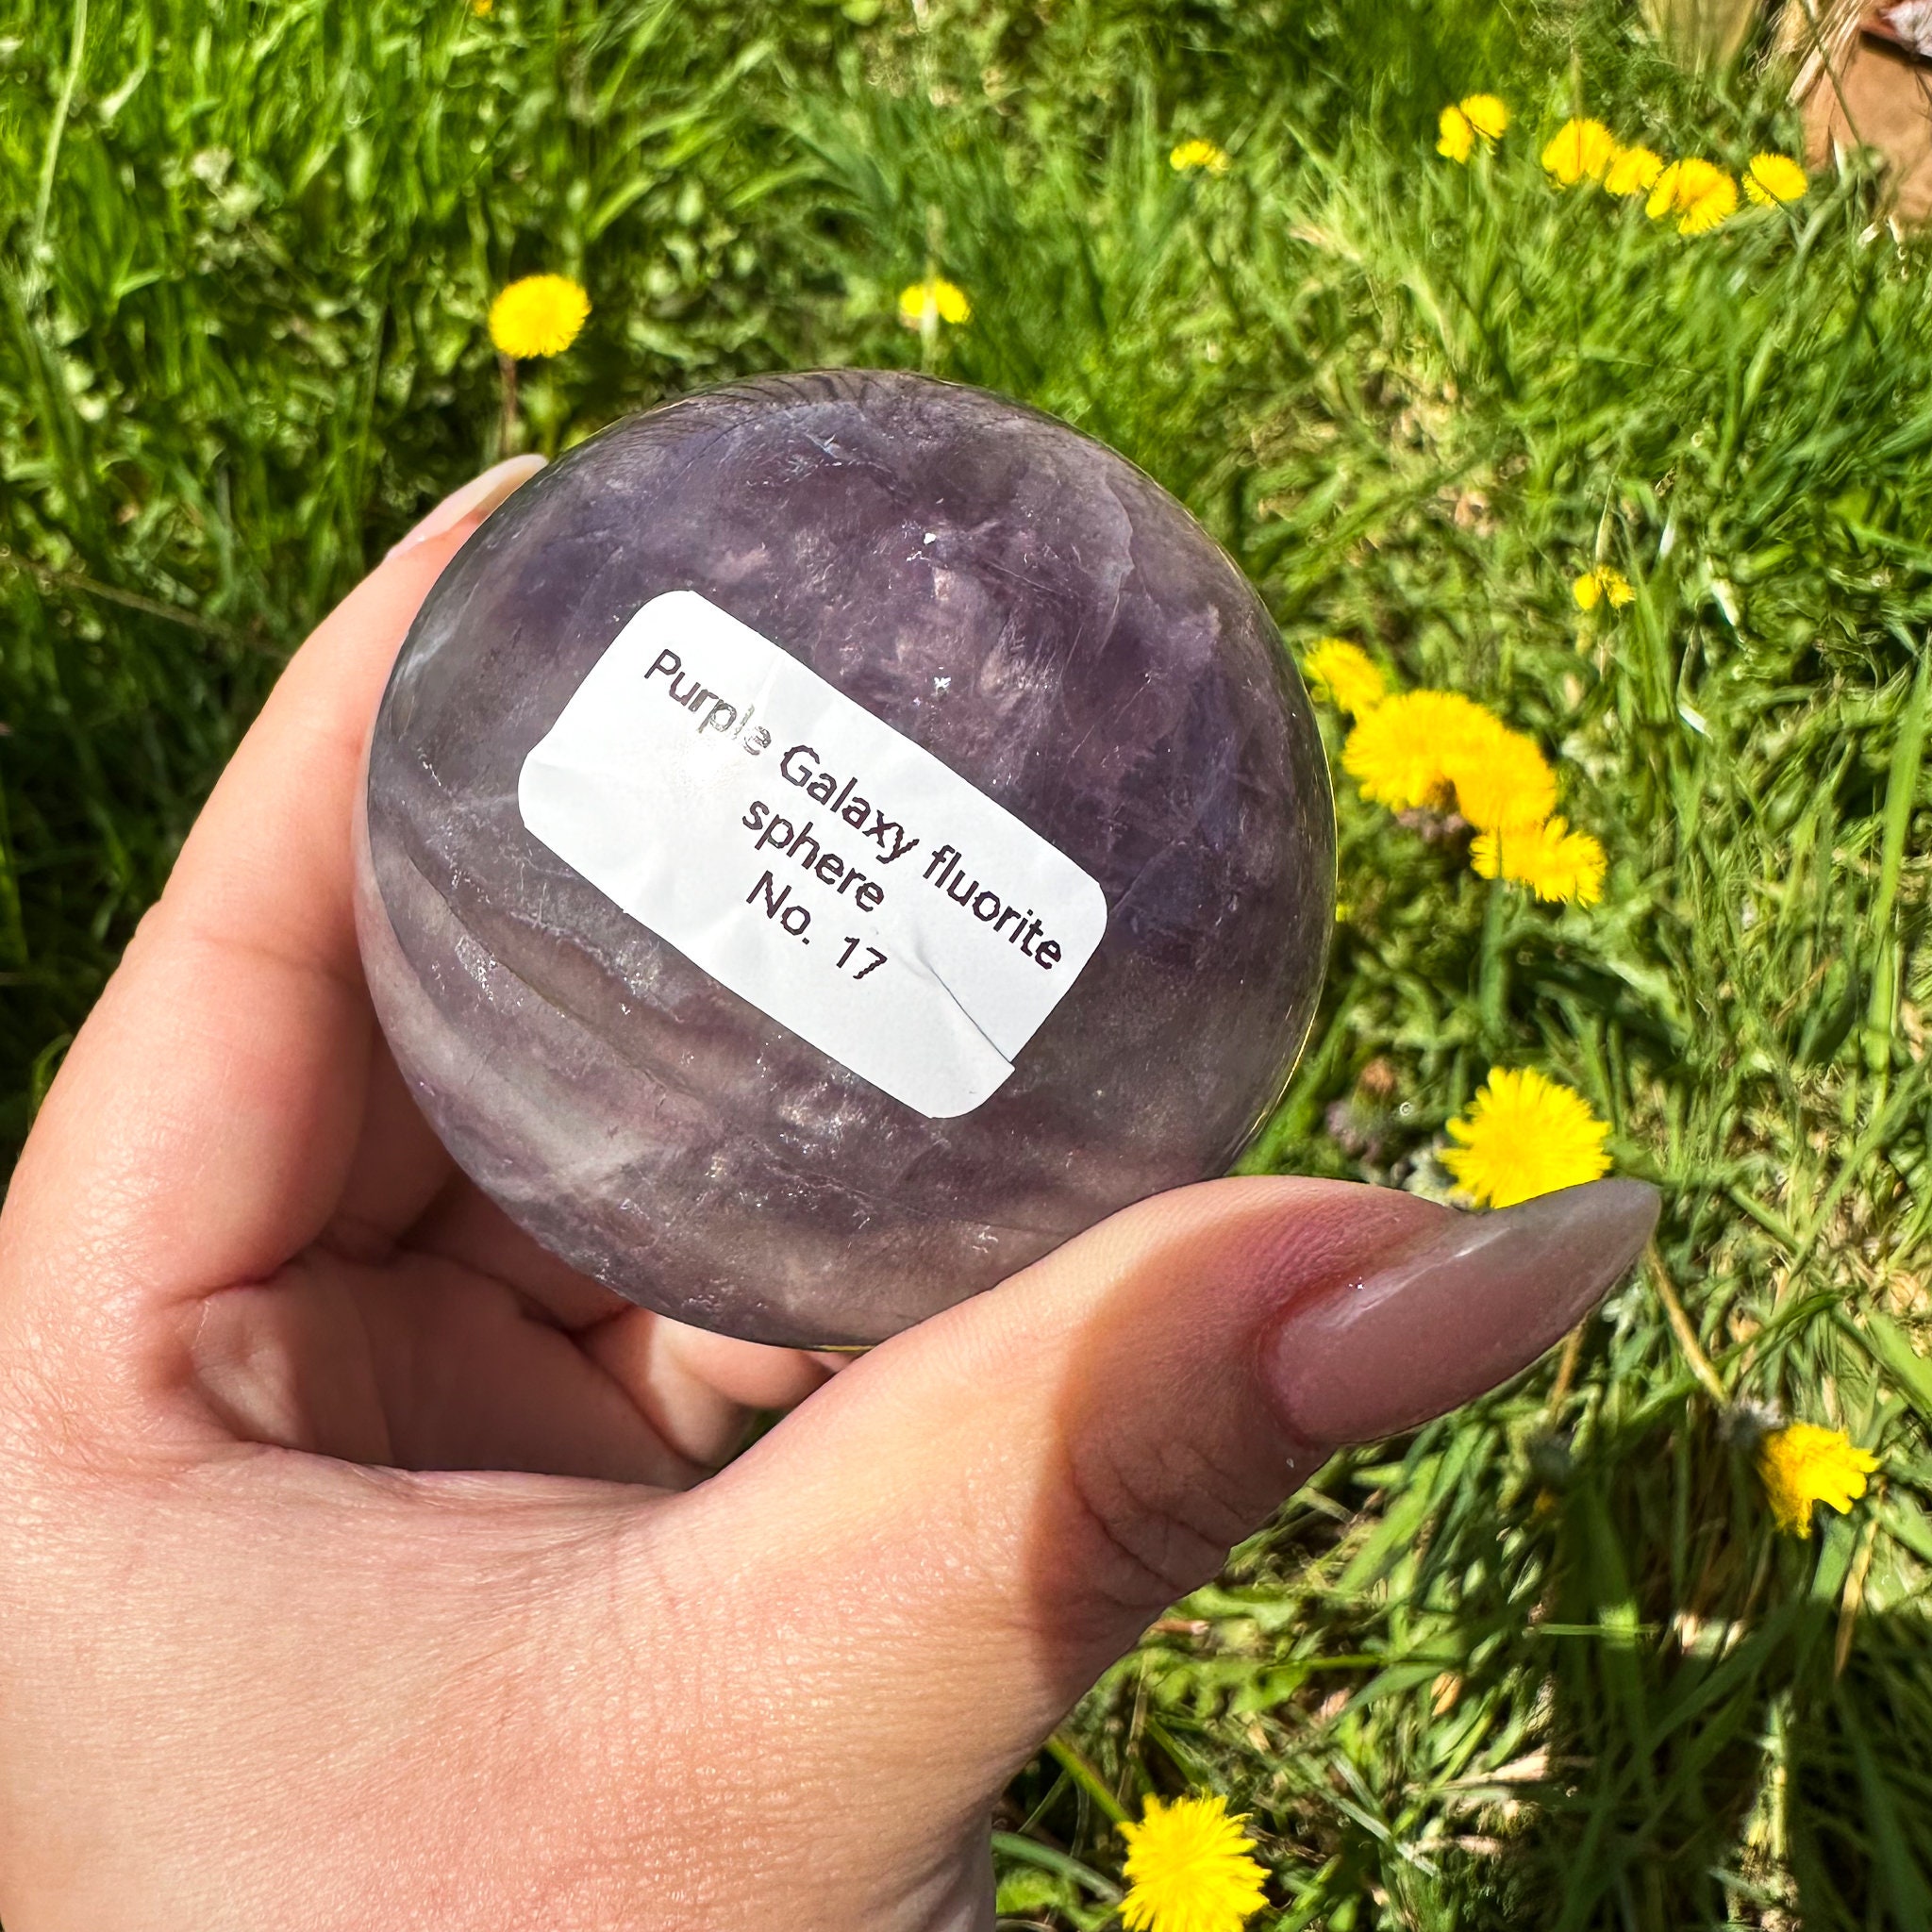 Purple Galaxy fluorite
sphere
No. 17